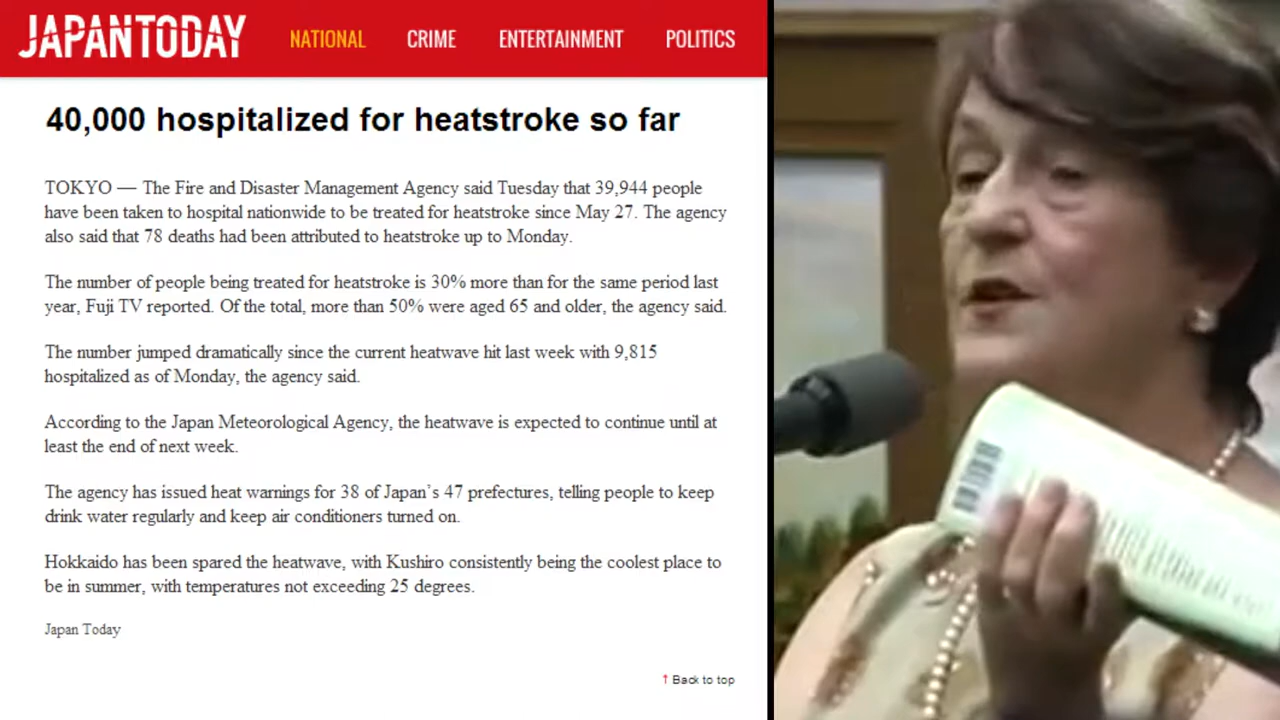 JAPANTODAY NATIONAL CRIME ENTERTAINMENT POLITICS
40,000 hospitalized for heatstroke so far
TOKYO — The Fire and Disaster Management Agency said Tuesday that 39,944 people
have been taken to hospital nationwide to be treated for heatstroke since May 27. The agency
also said that 78 deaths had been attributed to heatstroke up to Monday.
The number of people being treated for heatstroke is 30% more than for the same period last
year, Fuji TV reported. Of the total, more than 50% were aged 65 and older, the agency said.
The number jumped dramatically since the current heatwave hit last week with 9,815
hospitalized as of Monday, the agency said.
According to the Japan Meteorological Agency, the heatwave is expected to continue until at
least the end of next week.
The agency has issued heat warnings for 38 of Japan's 47 prefectures, telling people to keep
drink water regularly and keep air conditioners turned on.
Hokkaido has been spared the heatwave, with Kushiro consistently being the coolest place to
be in summer, with temperatures not exceeding 25 degrees.
Japan Today
↑ Back to top